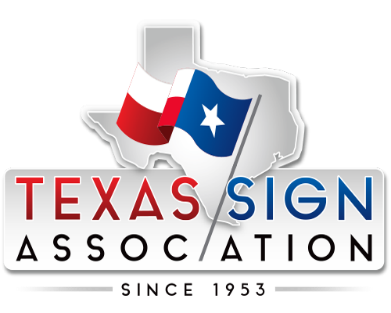 TEXAS SIGN
ASSOCIATION
SINCE 1953